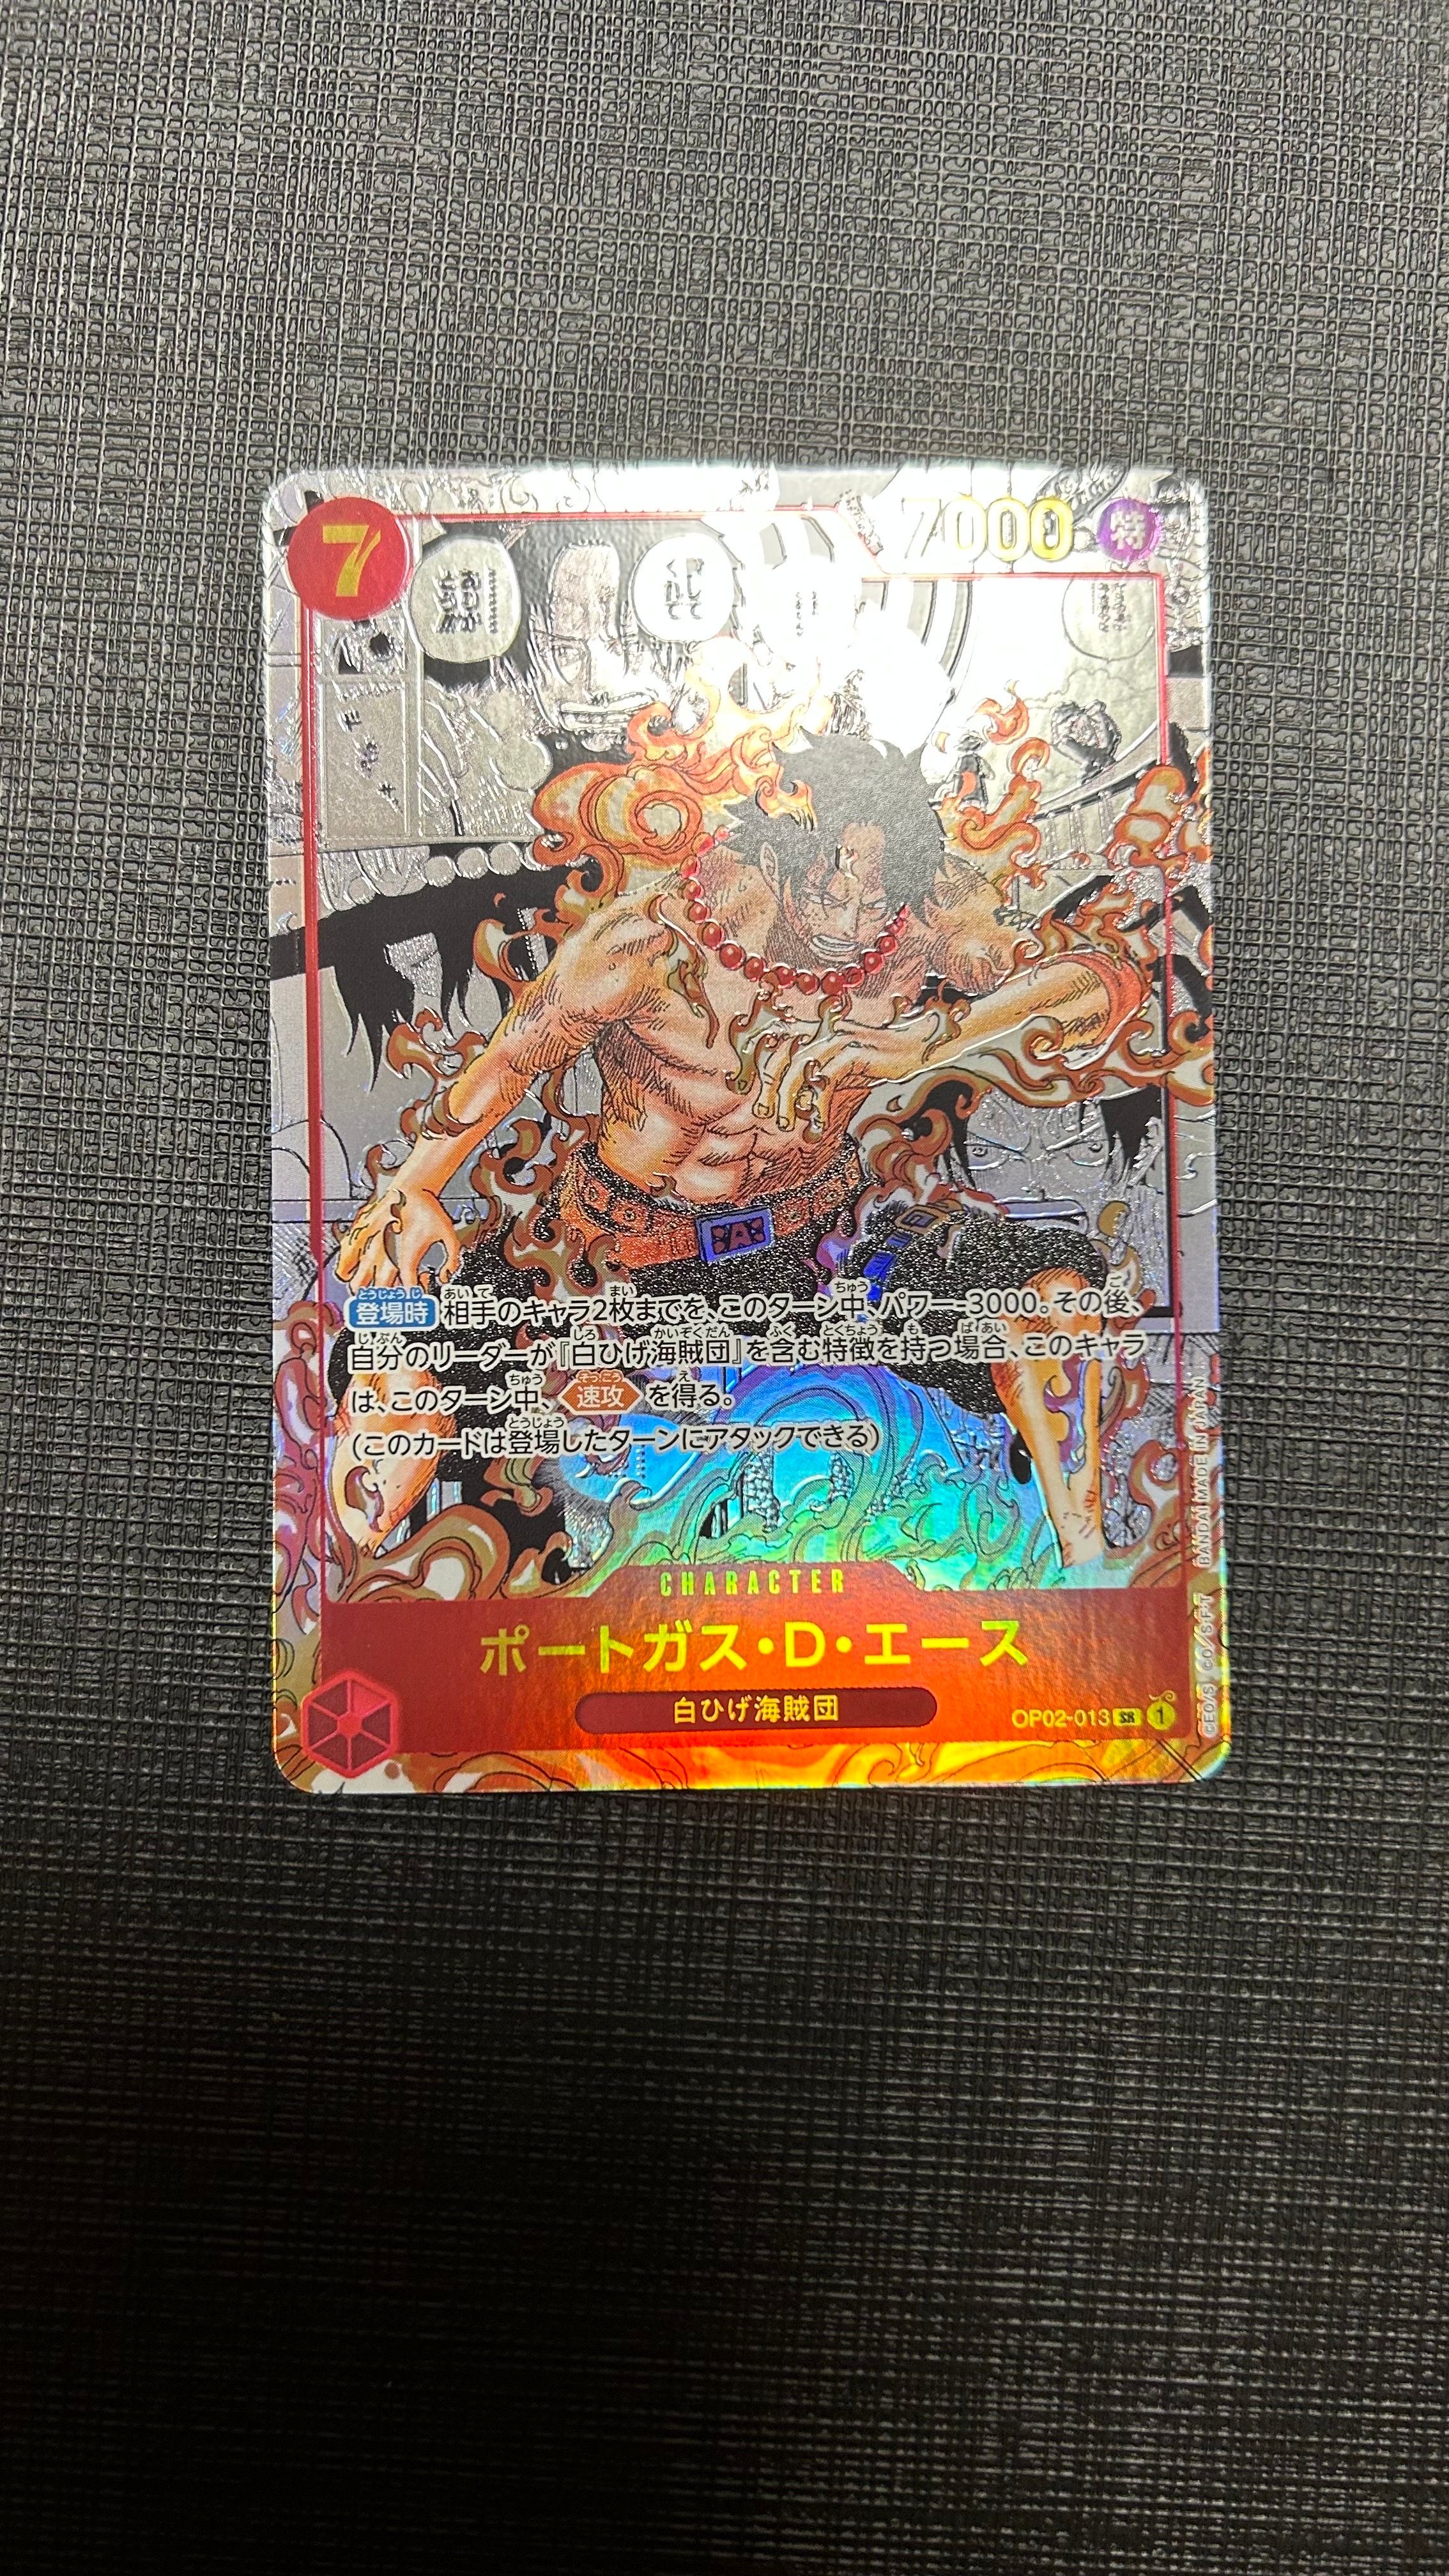 7
7000
特
登場時 相手のキャラ2枚までを、このターン中、パワー-3000。その後、
自分のリーダーが『白ひげ海賊団』を含む特徴を持つ場合、このキャラ
は、このターン中、速攻 を得る。
(このカードは登場したターンにアタックできる)
CHARACTER
ポートガス・D・エース
白ひげ海賊団
OP02-013 SR 1
BANDAI MADE IN JAPAN
A